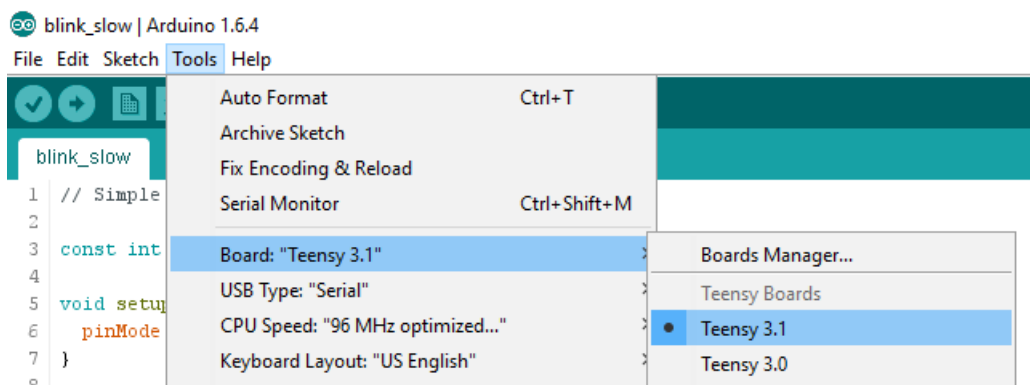 blink_slow | Arduino 1.6.4
File Edit Sketch Tools Help
Auto Format Ctrl+T
Archive Sketch
blink_slow
Fix Encoding & Reload
1 // Simple
Serial Monitor Ctrl+Shift+M
2
3 const int
Board: "Teensy 3.1"
Boards Manager...
4
USB Type: "Serial"
Teensy Boards
5 void setup
6 pinMode
CPU Speed: "96 MHz optimized..."
Teensy 3.1
7 }
Keyboard Layout: "US English"
Teensy 3.0